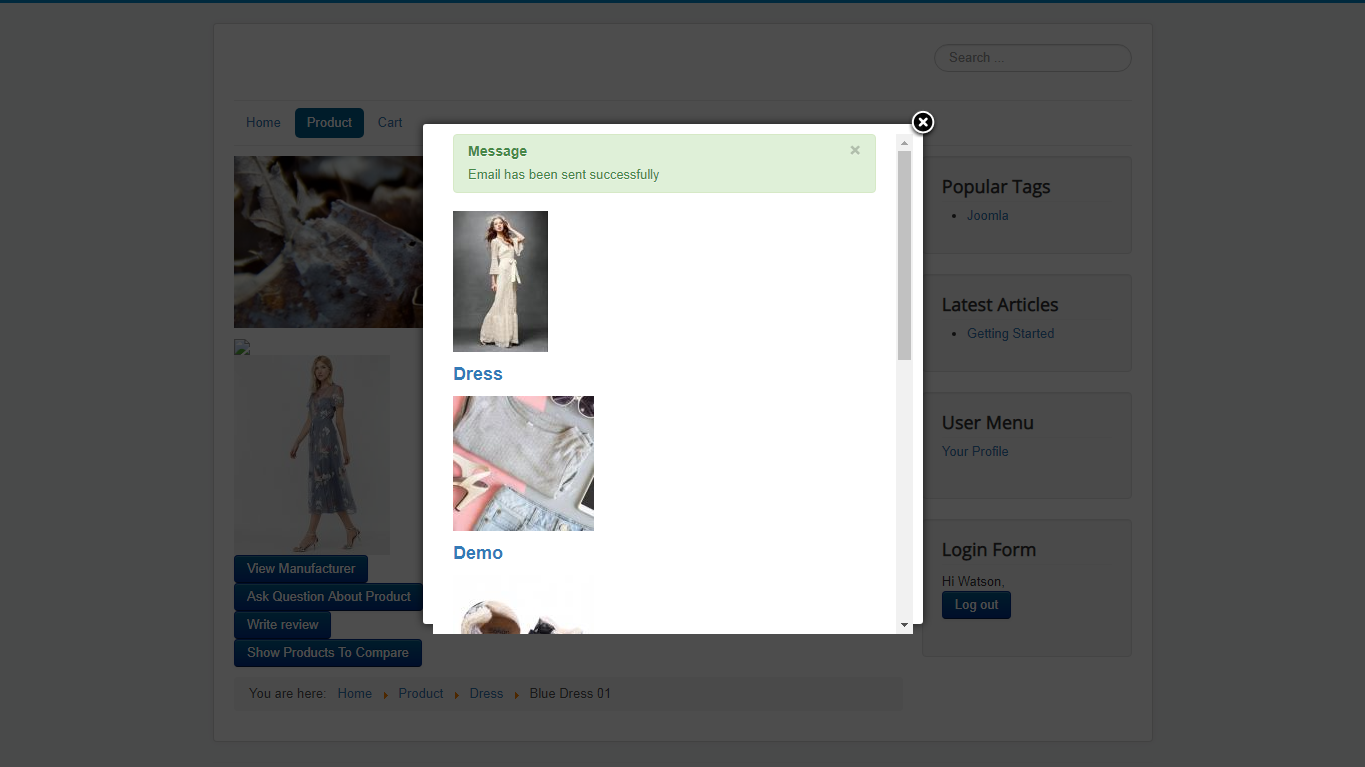 Search ...
Home
Product
Cart
Message
×
Email has been sent successfully
Dress
Demo
View Manufacturer
Ask Question About Product
Write review
Show Products To Compare
You are here: Home Product Dress Blue Dress 01
Popular Tags
Joomla
Latest Articles
Getting Started
User Menu
Your Profile
Login Form
Hi Watson,
Log out